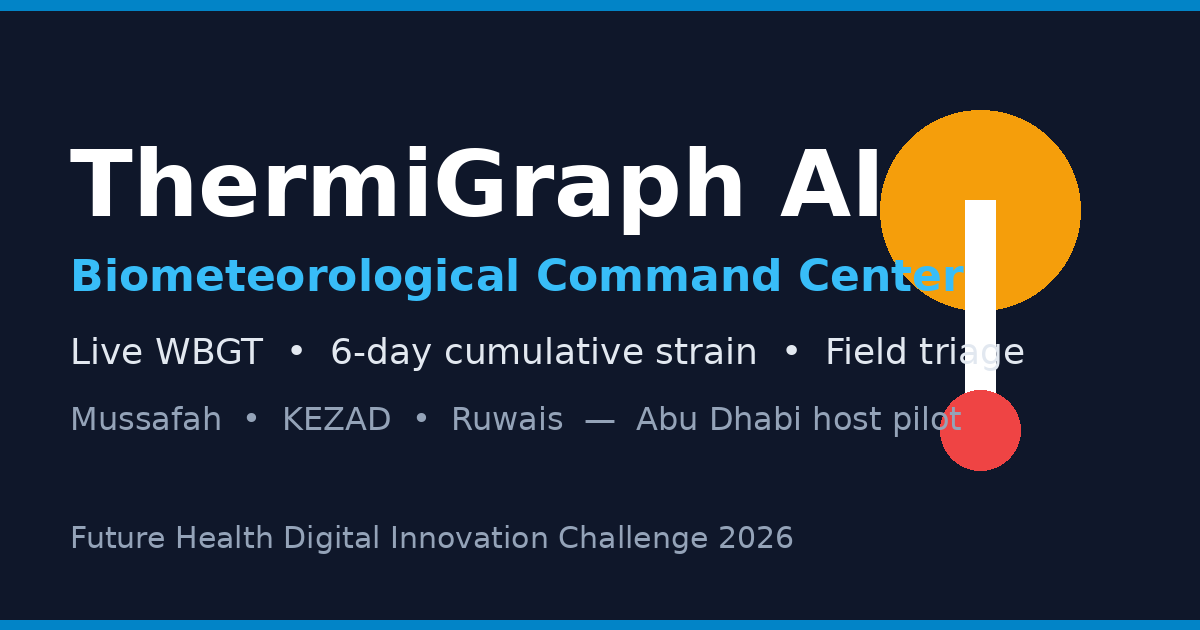 ThermiGraph AI
Biometeorological Command Center
Live WBGT • 6-day cumulative strain • Field triage
Mussafah • KEZAD • Ruwais — Abu Dhabi host pilot
Future Health Digital Innovation Challenge 2026